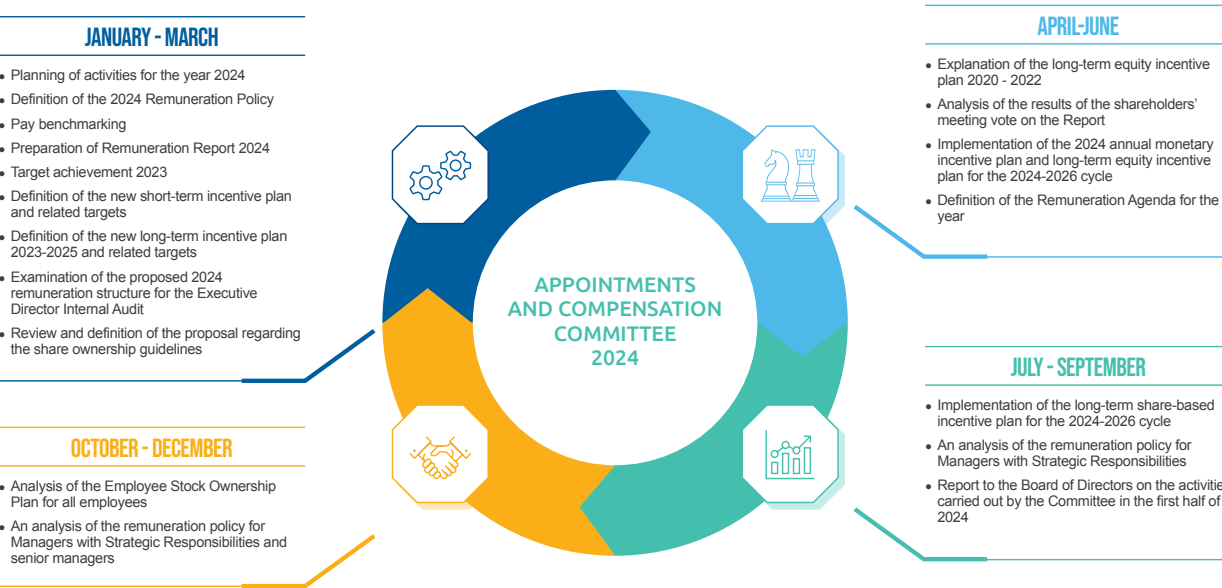 JANUARY - MARCH
• Planning of activities for the year 2024
• Definition of the 2024 Remuneration Policy
• Pay benchmarking
• Preparation of Remuneration Report 2024
• Target achievement 2023
• Definition of the new short-term incentive plan
and related targets
• Definition of the new long-term incentive plan
2023-2025 and related targets
• Examination of the proposed 2024
remuneration structure for the Executive
Director Internal Audit
• Review and definition of the proposal regarding
the share ownership guidelines
APRIL-JUNE
• Explanation of the long-term equity incentive
plan 2020 - 2022
• Analysis of the results of the shareholders’
meeting vote on the Report
• Implementation of the 2024 annual monetary
incentive plan and long-term equity incentive
plan for the 2024-2026 cycle
• Definition of the Remuneration Agenda for the
year
APPOINTMENTS
AND COMPENSATION
COMMITTEE
2024
JULY - SEPTEMBER
• Implementation of the long-term share-based
incentive plan for the 2024-2026 cycle
• An analysis of the remuneration policy for
Managers with Strategic Responsibilities
• Report to the Board of Directors on the activitie
carried out by the Committee in the first half of
2024
OCTOBER - DECEMBER
• Analysis of the Employee Stock Ownership
Plan for all employees
• An analysis of the remuneration policy for
Managers with Strategic Responsibilities and
senior managers